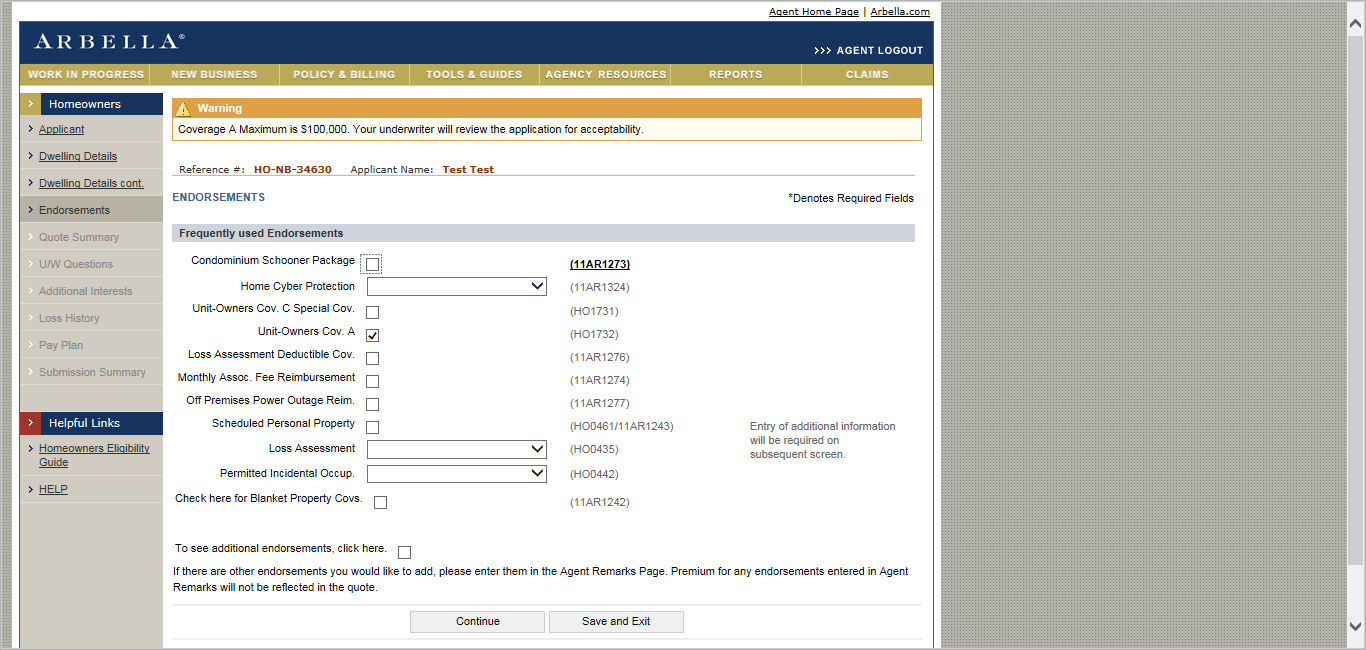 Agent Home Page | Arbella.com
ARBELLA®
>>> AGENT LOGOUT
WORK IN PROGRESS NEW BUSINESS POLICY & BILLING TOOLS & GUIDES AGENCY RESOURCES REPORTS CLAIMS
Homeowners
Applicant
Dwelling Details
Dwelling Details cont.
Endorsements
Quote Summary
U/W Questions
Additional Interests
Loss History
Pay Plan
Submission Summary
Helpful Links
Homeowners Eligibility
Guide
HELP
Warning
Coverage A Maximum is $100,000. Your underwriter will review the application for acceptability.
Reference #: HO-NB-34630 Applicant Name: Test Test
ENDORSEMENTS
*Denotes Required Fields
Frequently used Endorsements
Condominium Schooner Package (11AR1273)
Home Cyber Protection (11AR1324)
Unit-Owners Cov. C Special Cov. (HO1731)
Unit-Owners Cov. A (HO1732)
Loss Assessment Deductible Cov. (11AR1276)
Monthly Assoc. Fee Reimbursement (11AR1274)
Off Premises Power Outage Reim. (11AR1277)
Scheduled Personal Property (HO0461/11AR1243)
Entry of additional information
will be required on
subsequent screen.
Loss Assessment (HO0435)
Permitted Incidental Occup. (HO0442)
Check here for Blanket Property Covs. (11AR1242)
To see additional endorsements, click here.
If there are other endorsements you would like to add, please enter them in the Agent Remarks Page. Premium for any endorsements entered in Agent
Remarks will not be reflected in the quote.
Continue Save and Exit